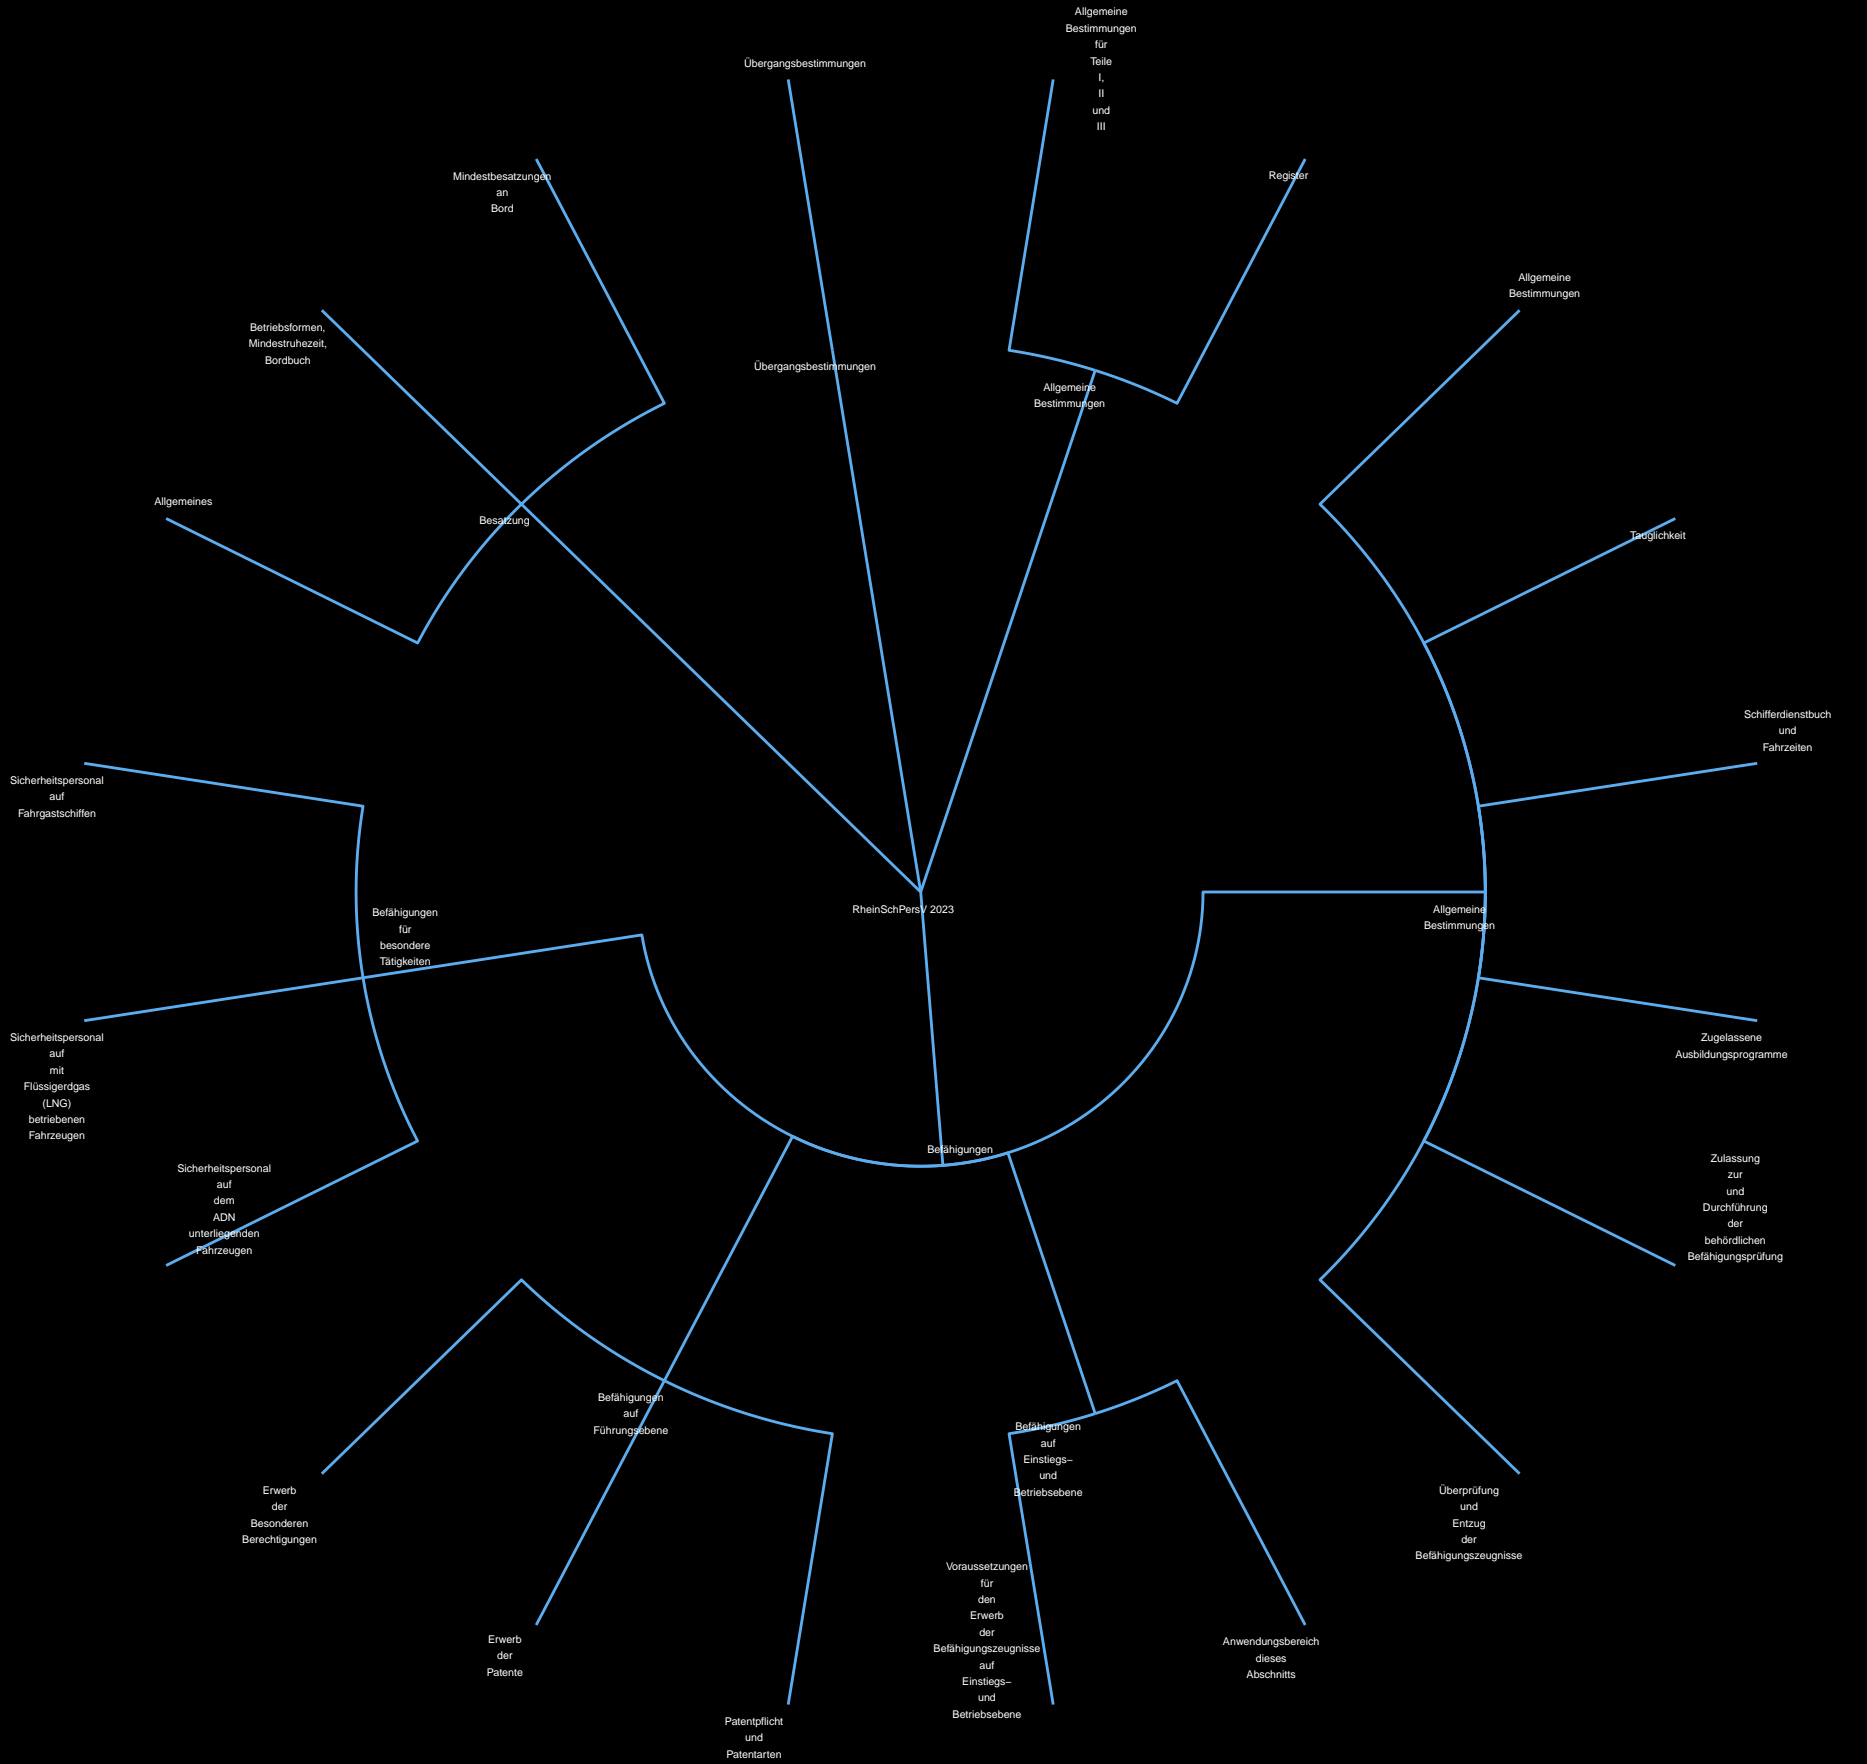 Allgemeine
Bestimmungen
für
Teile
I,
II
und
III
Übergangsbestimmungen
Mindestbesatzungen
an
Bord
Register
Allgemeine
Bestimmungen
Betriebsformen,
Mindestruhezeit,
Bordbuch
Übergangsbestimmungen
Allgemeine
Bestimmungen
Allgemeines
Besatzung
Tauglichkeit
Schifferdienstbuch
und
Fahrzeiten
Sicherheitspersonal
auf
Fahrgastschiffen
Befähigungen
für
besondere
Tätigkeiten
RheinSchPersV 2023
Allgemeine
Bestimmungen
Sicherheitspersonal
auf
mit
Flüssigerdgas
(LNG)
betriebenen
Fahrzeugen
Zugelassene
Ausbildungsprogramme
Befähigungen
Sicherheitspersonal
auf
dem
ADN
unterliegenden
Fahrzeugen
Zulassung
zur
und
Durchführung
der
behördlichen
Befähigungsprüfung
Befähigungen
auf
Führungsebene
Befähigungen
auf
Einstiegs−
und
Betriebsebene
Erwerb
der
Besonderen
Berechtigungen
Überprüfung
und
Entzug
der
Befähigungszeugnisse
Voraussetzungen
für
den
Erwerb
der
Befähigungszeugnisse
auf
Einstiegs−
und
Betriebsebene
Erwerb
der
Patente
Anwendungsbereich
dieses
Abschnitts
Patentpflicht
und
Patentarten